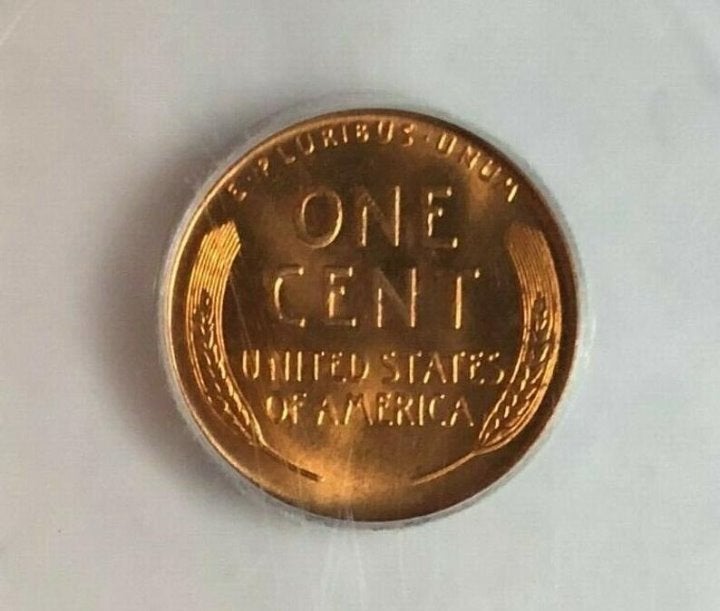 E·PLURIBUS·UNUM
ONE
CENT
UNITED STATES
OF AMERICA